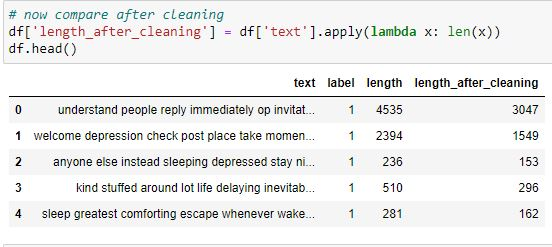 # now compare after cleaning
df['length_after_cleaning'] = df['text'].apply(lambda x: len(x))
df.head()
text label length length_after_cleaning
0 understand people reply immediately op invitat... 1 4535 3047
1 welcome depression check post place take momen... 1 2394 1549
2 anyone else instead sleeping depressed stay ni... 1 236 153
3 kind stuffed around lot life delaying inevitab... 1 510 296
4 sleep greatest comforting escape whenever wake... 1 281 162